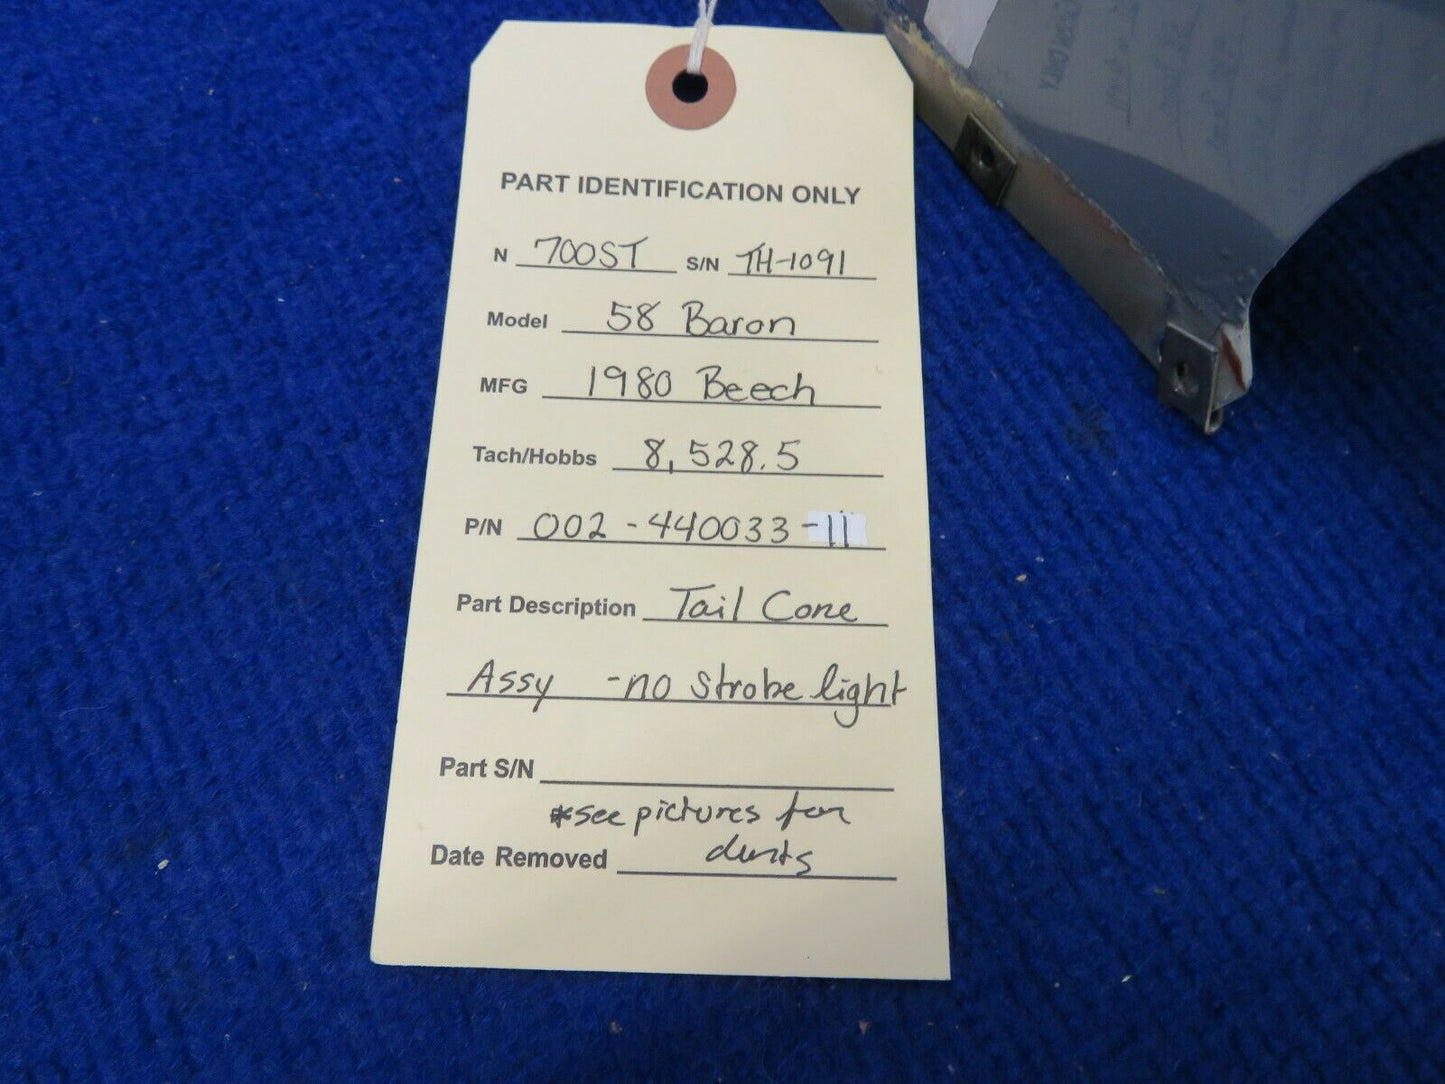 PART IDENTIFICATION ONLY
N 700ST S/N TH-1091
Model 58 Baron
MFG 1980 Beech
Tach/Hobbs 8,528.5
P/N 002-440033-11
Part Description Tail Cone
Assy -no strobe light
Part S/N
*see pictures for
Date Removed dents